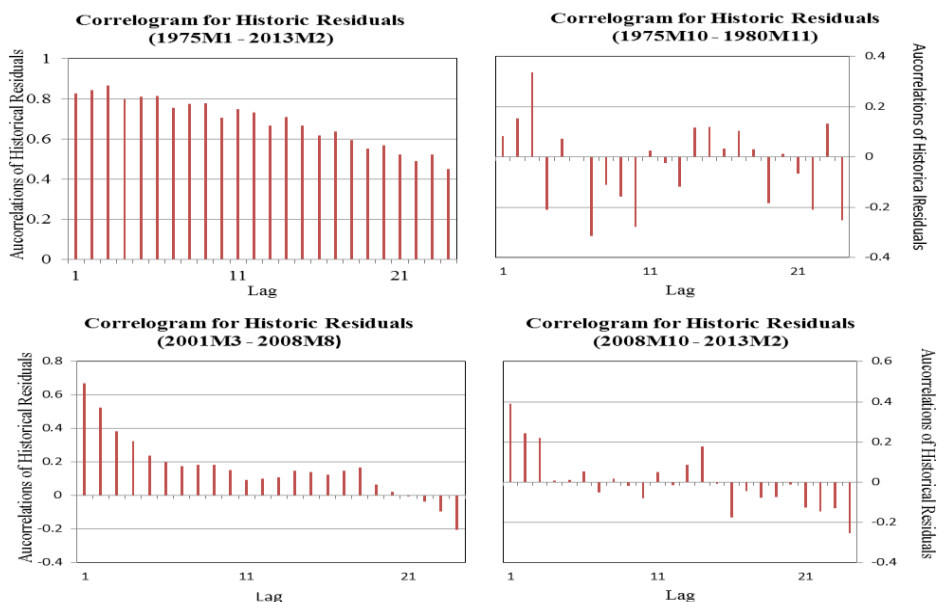 Correlogram for Historic Residuals
(1975M1 - 2013M2)
Aucorrelations of Historical Residuals
1
0.8
0.6
0.4
0.2
0
1
11
21
Lag
Correlogram for Historic Residuals
(1975M10 - 1980M11)
0.4
0.2
0
-0.2
-0.4
Aucorrelations of Historica lResiduals
1
11
21
Lag
Correlogram for Historic Residuals
(2001M3 - 2008M8)
Aucorrelations of Historical Residuals
0.8
0.6
0.4
0.2
0
-0.2
-0.4
1
11
21
Lag
Correlogram for Historic Residuals
(2008M10 - 2013M2)
0.6
0.4
0.2
0
-0.2
-0.4
Aucorrelations of Historical Residuals
1
11
21
Lag